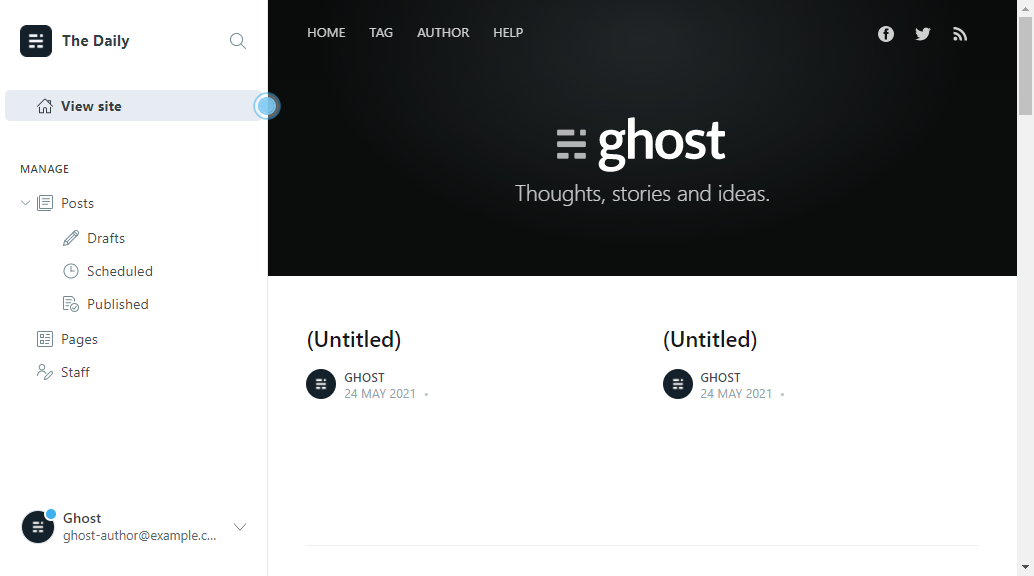 The Daily
View site
MANAGE
Posts
Drafts
Scheduled
Published
Pages
Staff
Ghost
ghost-author@example.c...
HOME TAG AUTHOR HELP
ghost
Thoughts, stories and ideas.
(Untitled)
GHOST
24 MAY 2021 •
(Untitled)
GHOST
24 MAY 2021 •